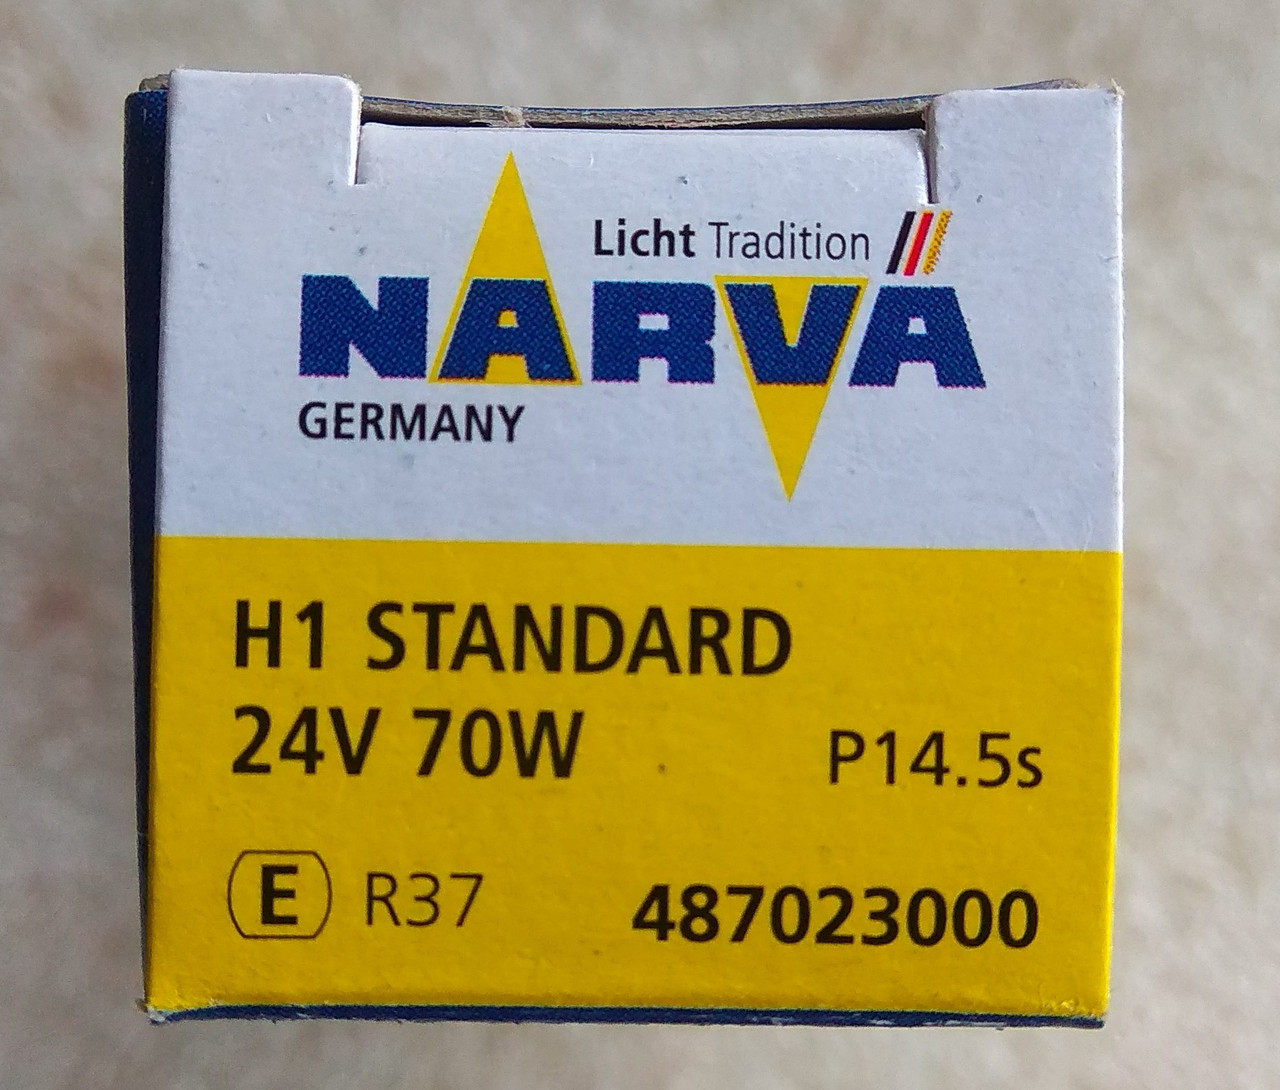 Licht Tradition
NARVA
GERMANY
H1 STANDARD
24V 70W P14.5s
E R37 487023000